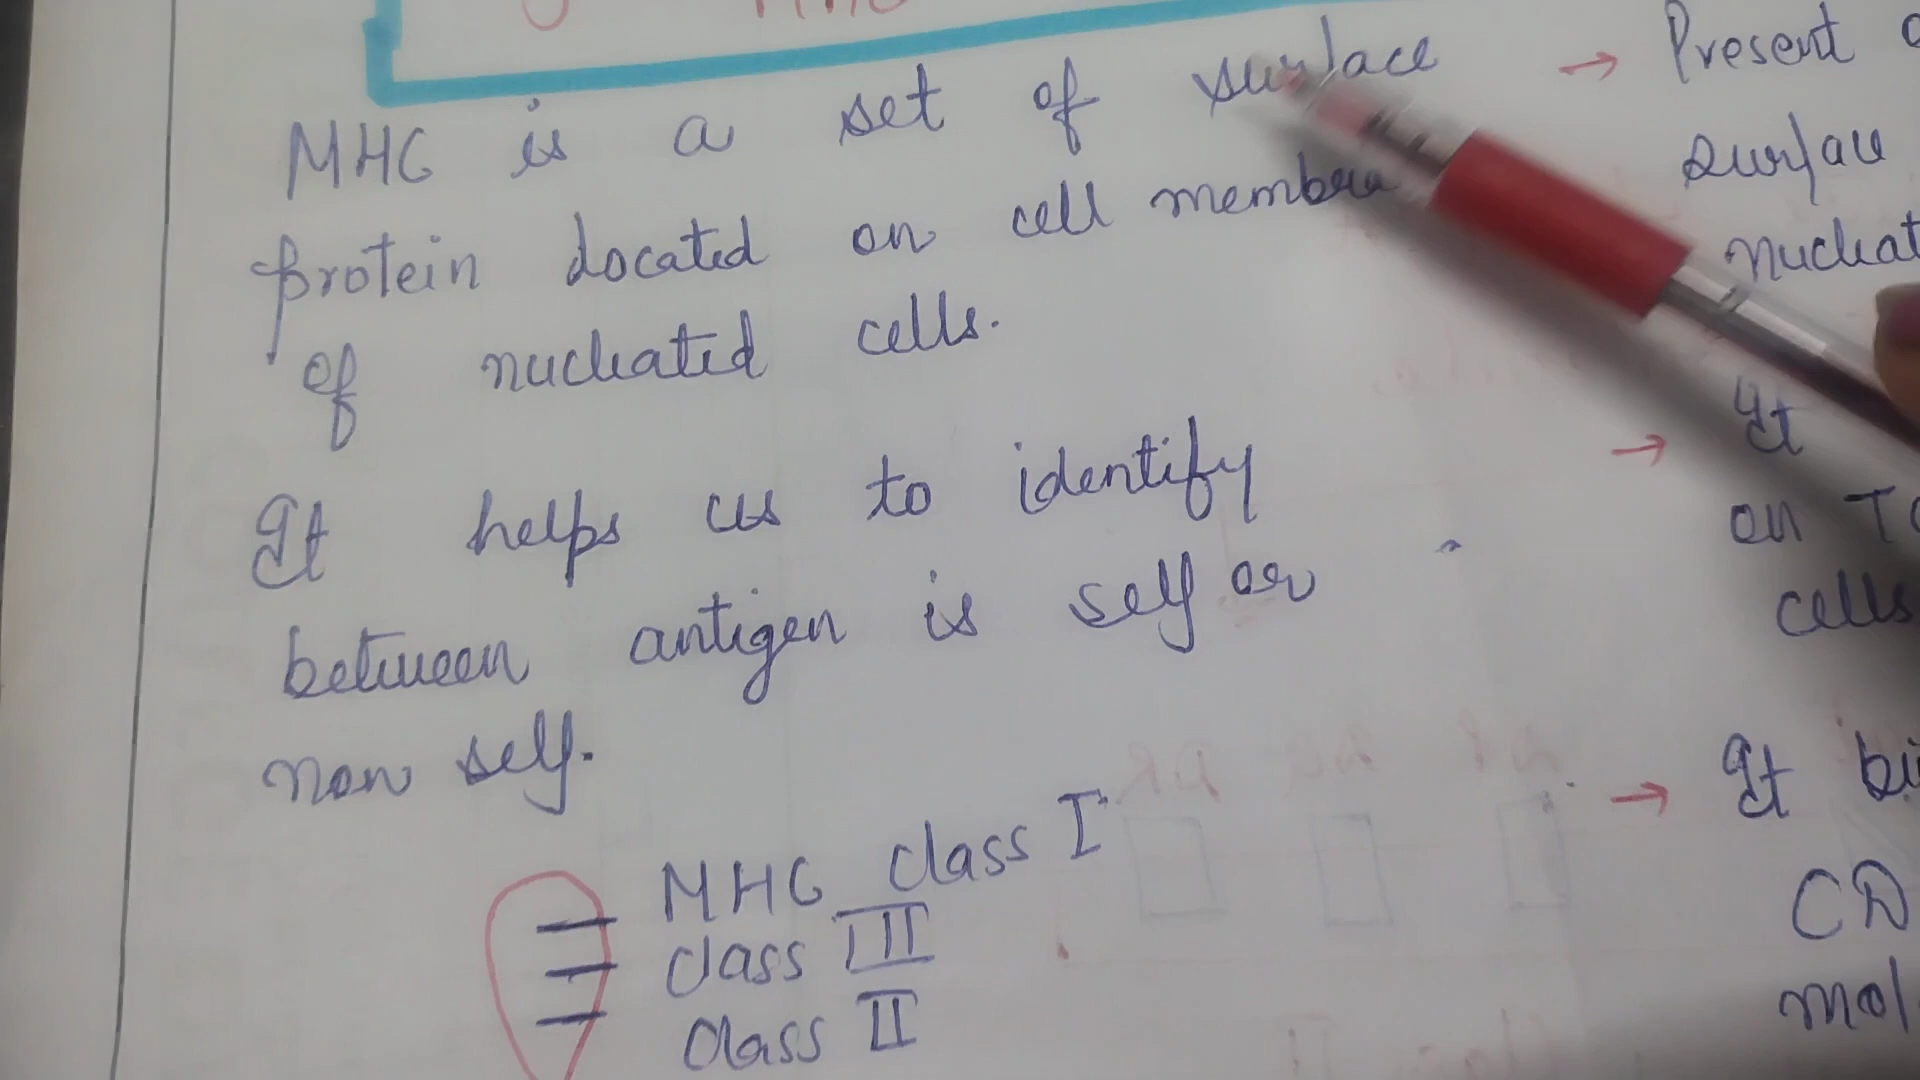 MHC is a set of surface
protein located on cell membra
of nucleated cells.
It helps us to identify
between antigen is self or
non self.
MHC class I
class III
class II
→ Present
surface
nucleat
→ It
on
cells
→ It bi
CD
mol